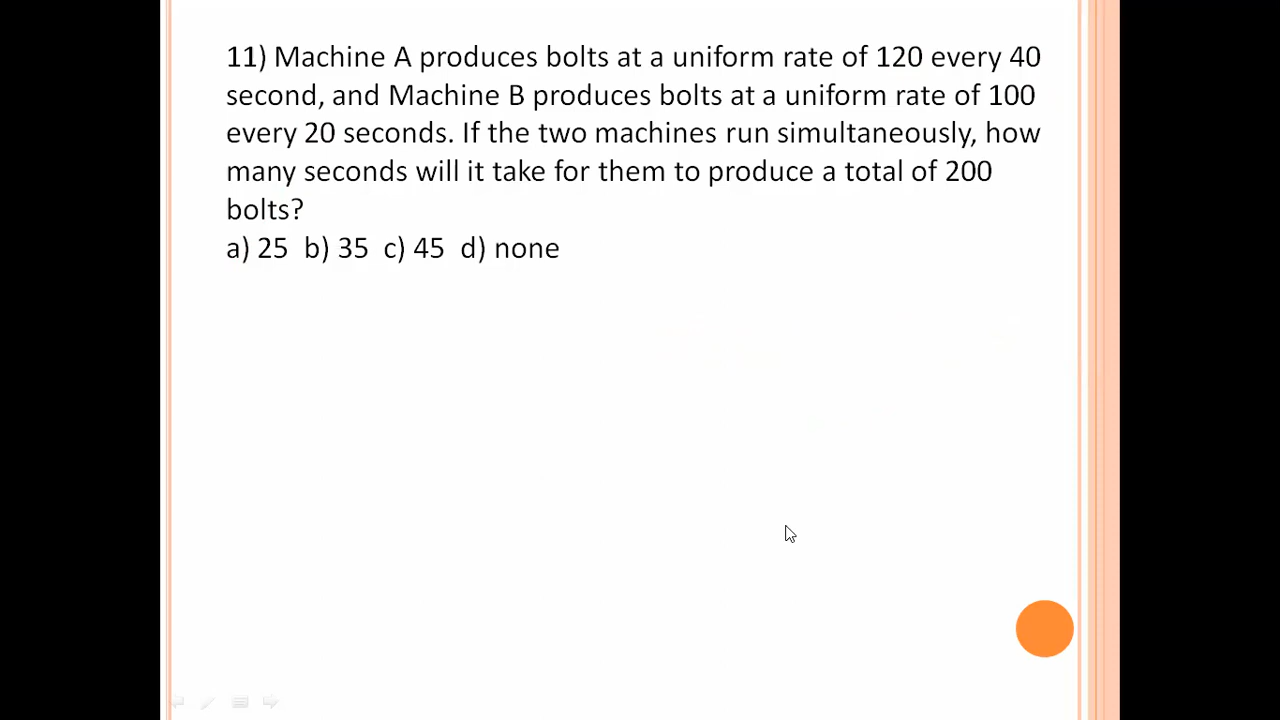 11) Machine A produces bolts at a uniform rate of 120 every 40
second, and Machine B produces bolts at a uniform rate of 100
every 20 seconds. If the two machines run simultaneously, how
many seconds will it take for them to produce a total of 200
bolts?
a) 25  b) 35  c) 45  d) none